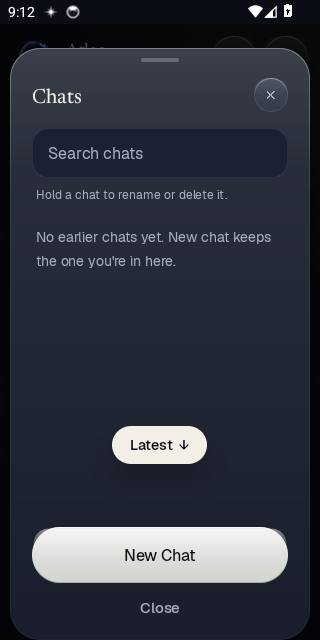 9:12
Chats
Search chats
Hold a chat to rename or delete it.
No earlier chats yet. New chat keeps
the one you're in here.
Latest ↓
New Chat
Close